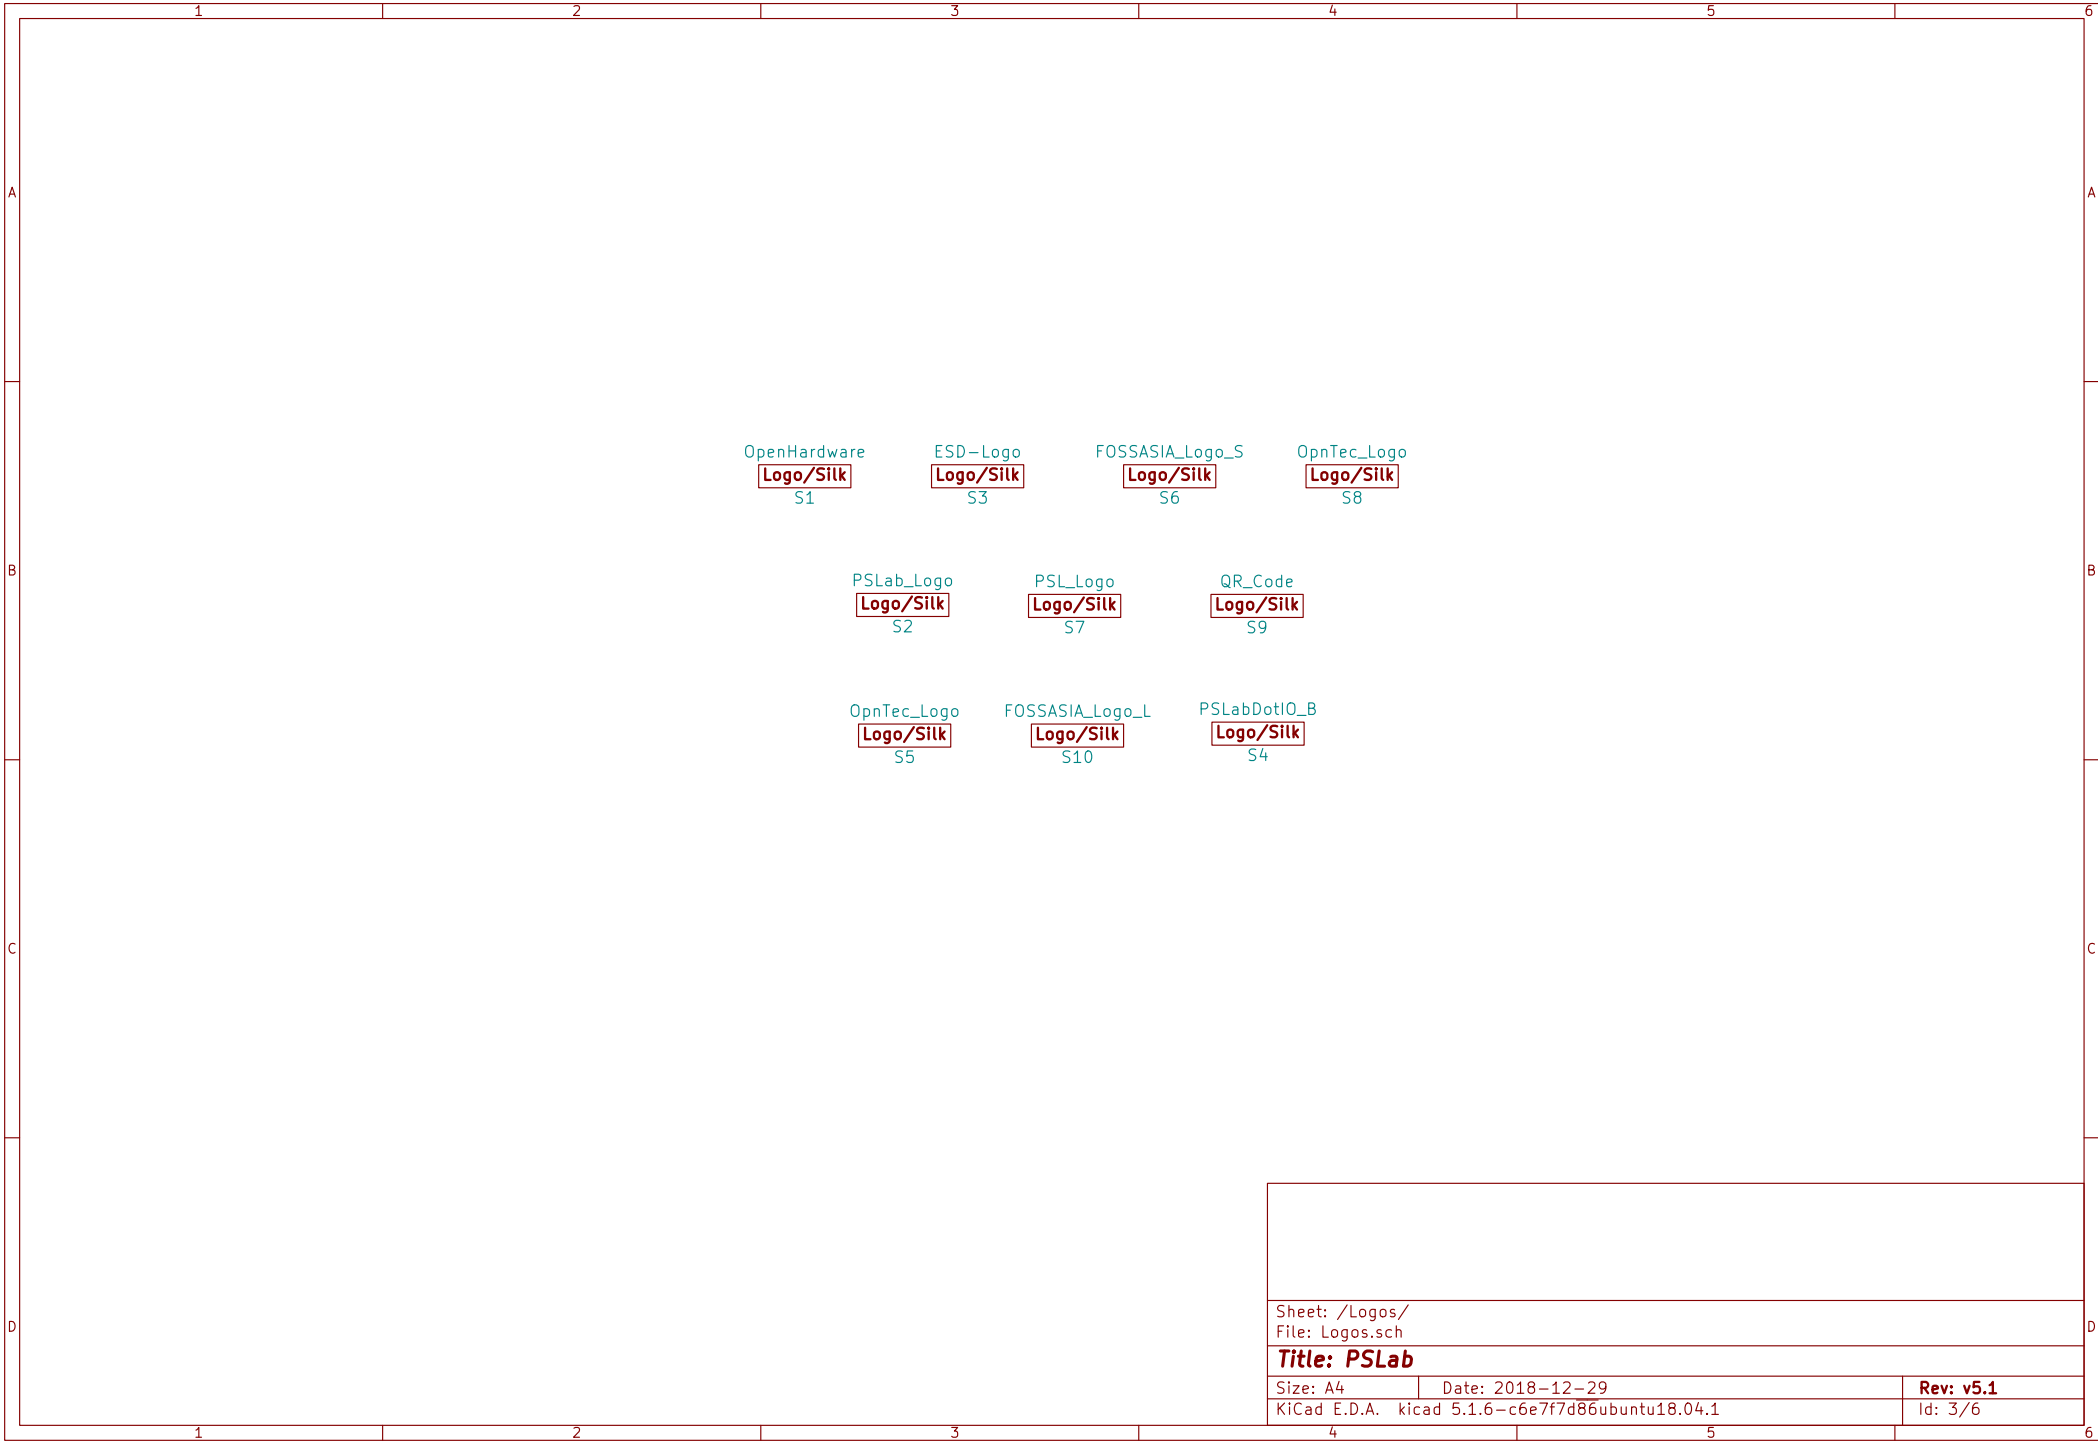 1 2 3 4 5 6
A A
OpenHardware ESD-Logo FOSSASIA_Logo_S OpnTec_Logo
Logo/Silk Logo/Silk Logo/Silk Logo/Silk
S1 S3 S6 S8
B B
PSLab_Logo PSL_Logo QR_Code
Logo/Silk Logo/Silk Logo/Silk
S2 S7 S9
OpnTec_Logo FOSSASIA_Logo_L PSLabDotIO_B
Logo/Silk Logo/Silk Logo/Silk
S5 S10 S4
C C
Sheet: /Logos/
D D
File: Logos.sch
Title: PSLab
Size: A4 Date: 2018-12-29 Rev: v5.1
KiCad E.D.A. kicad 5.1.6-c6e7f7d86ubuntu18.04.1 Id: 3/6
1 2 3 4 5 6